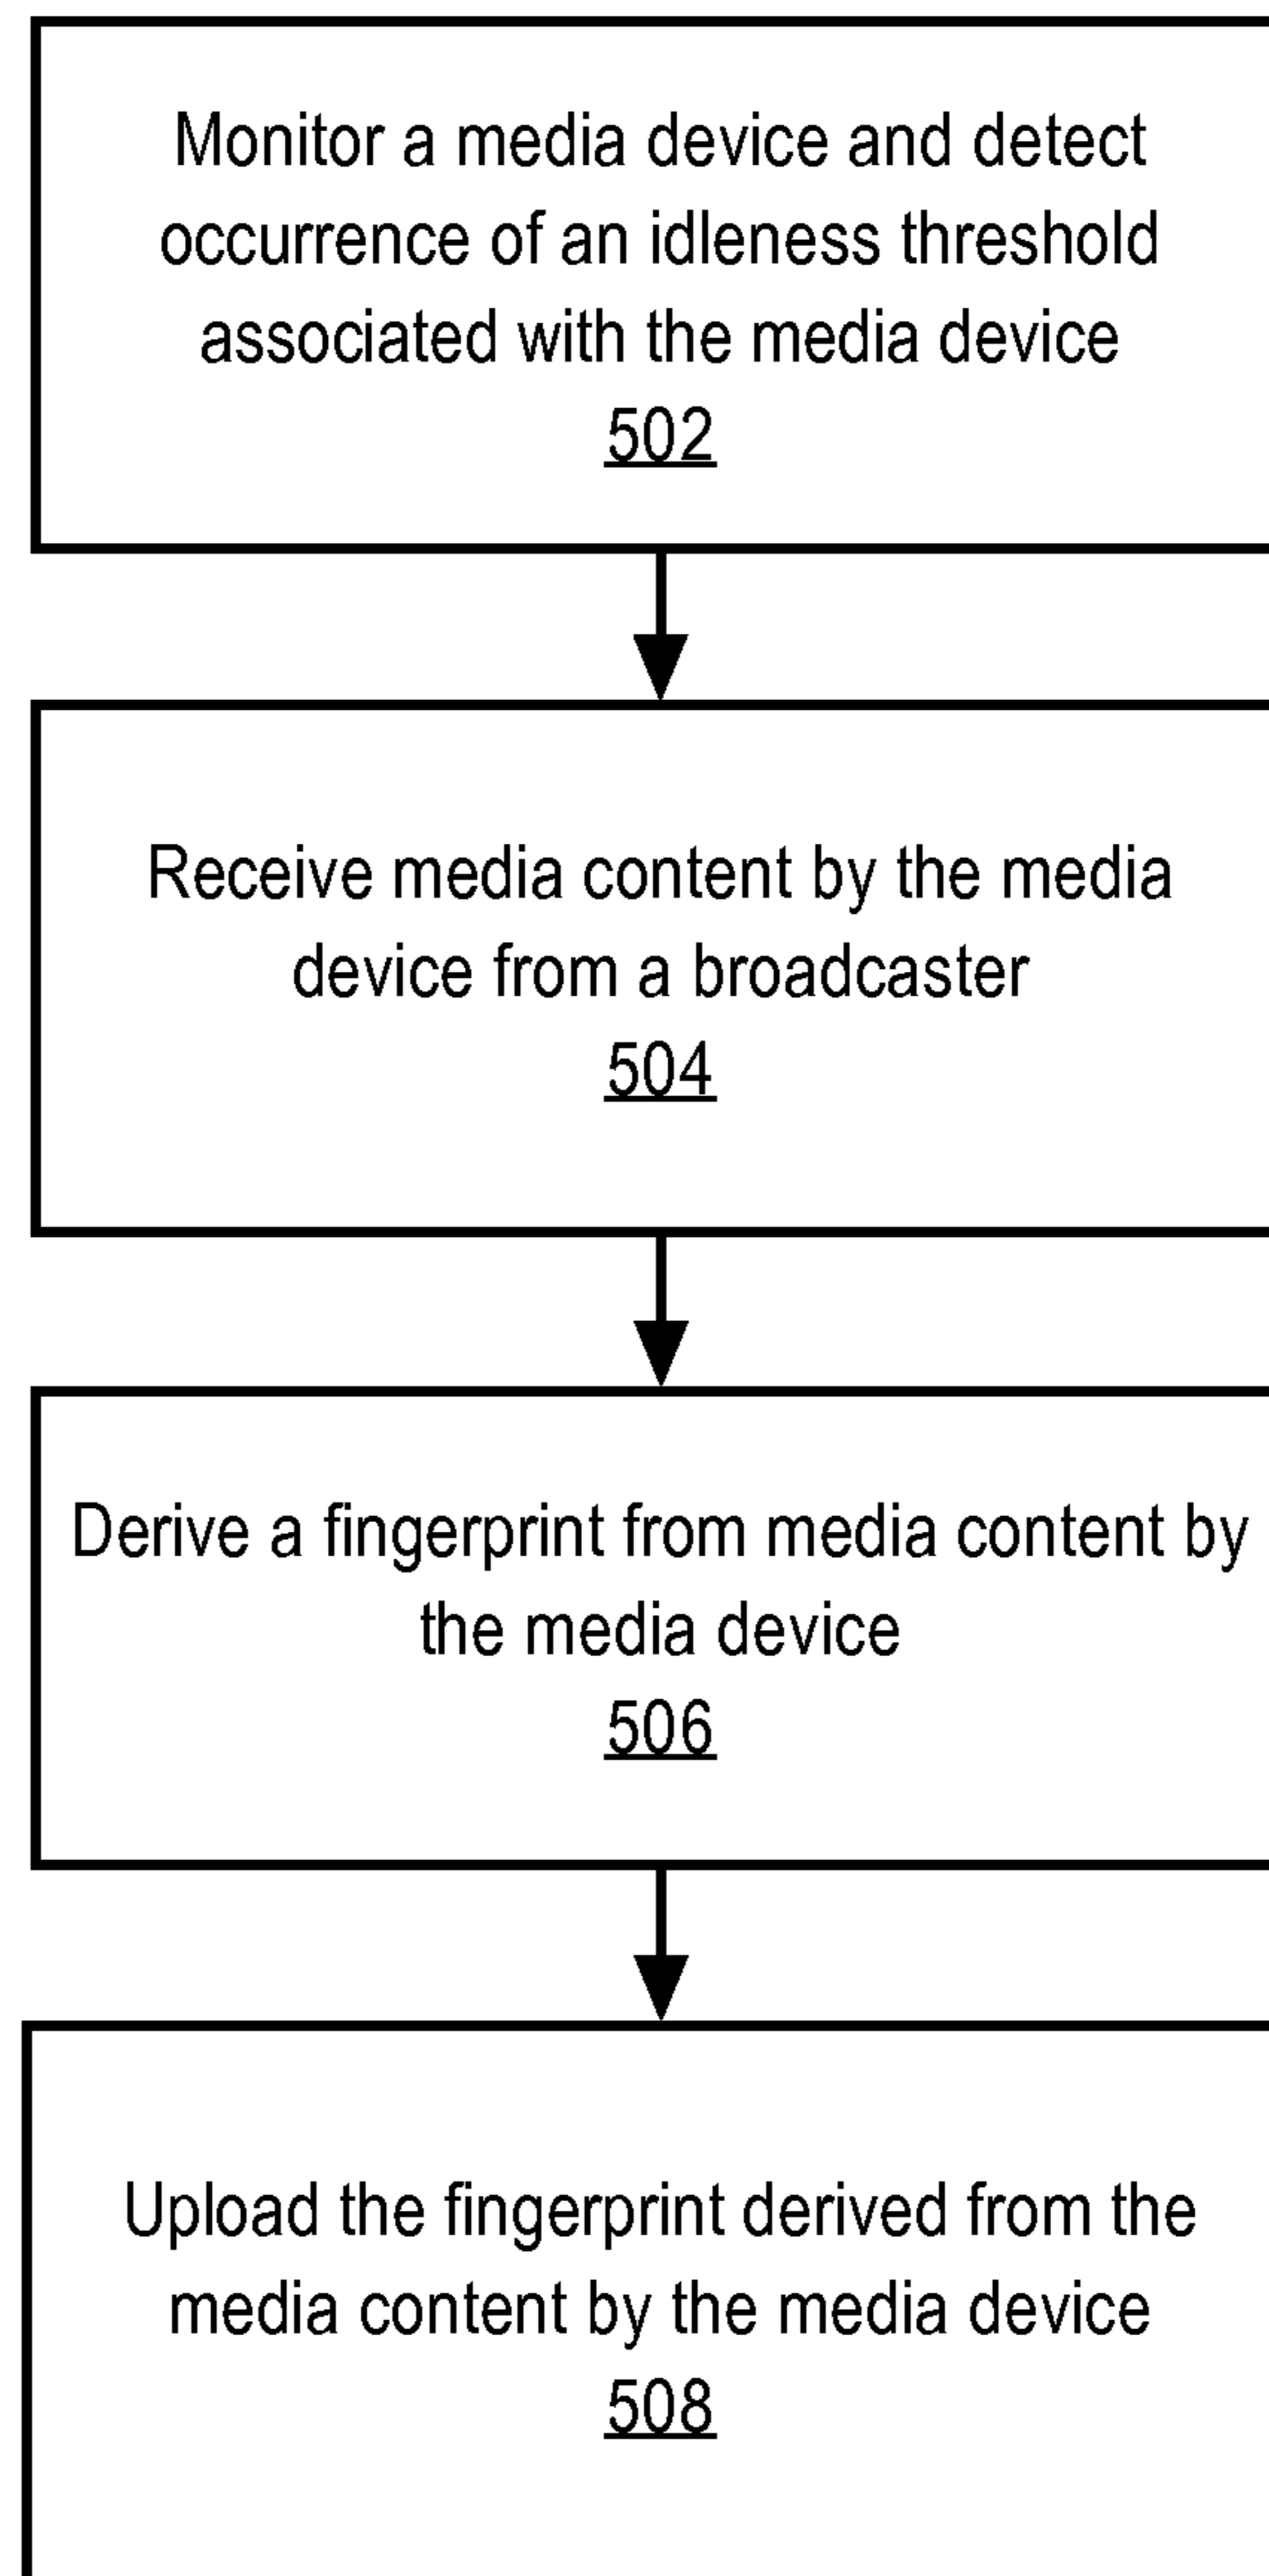 Monitor a media device and detect
occurrence of an idleness threshold
associated with the media device
502
Receive media content by the media
device from a broadcaster
504
Derive a fingerprint from media content by
the media device
506
Upload the fingerprint derived from the
media content by the media device
508